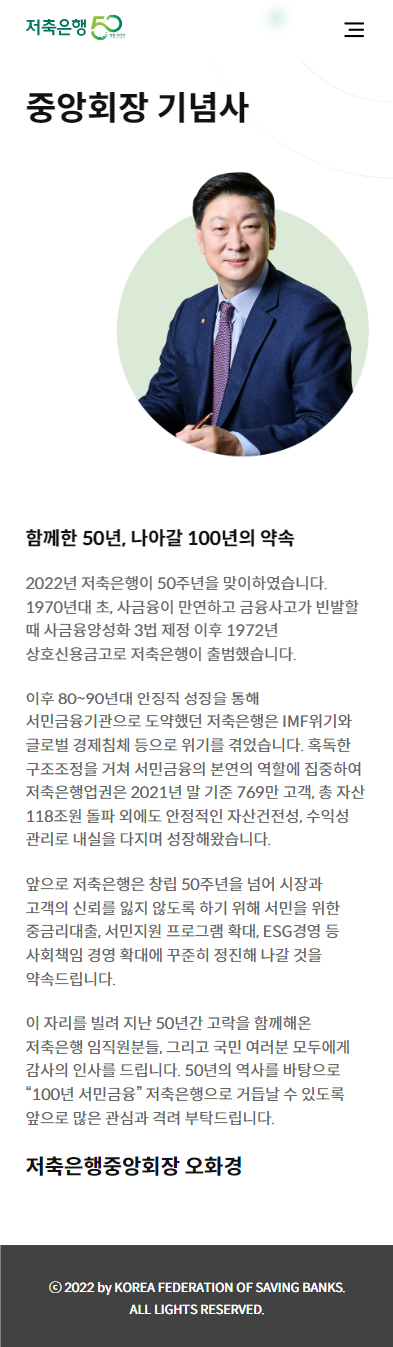 저축은행 50
중앙회장 기념사
함께한 50년, 나아갈 100년의 약속
2022년 저축은행이 50주년을 맞이하였습니다.
1970년대 초, 사금융이 만연하고 금융사고가 빈발할
때 사금융양성화 3법 제정 이후 1972년
상호신용금고로 저축은행이 출범했습니다.
이후 80~90년대 안정직 성장을 통해
서민금융기관으로 도약했던 저축은행은 IMF위기와
글로벌 경제침체 등으로 위기를 겪었습니다. 혹독한
구조조정을 거쳐 서민금융의 본연의 역할에 집중하여
저축은행업권은 2021년 말 기준 769만 고객, 총 자산
118조원 돌파 외에도 안정적인 자산건전성, 수익성
관리로 내실을 다지며 성장해왔습니다.
앞으로 저축은행은 창립 50주년을 넘어 시장과
고객의 신뢰를 잃지 않도록 하기 위해 서민을 위한
중금리대출, 서민지원 프로그램 확대, ESG경영 등
사회책임 경영 확대에 꾸준히 정진해 나갈 것을
약속드립니다.
이 자리를 빌려 지난 50년간 고락을 함께해온
저축은행 임직원분들, 그리고 국민 여러분 모두에게
감사의 인사를 드립니다. 50년의 역사를 바탕으로
“100년 서민금융” 저축은행으로 거듭날 수 있도록
앞으로 많은 관심과 격려 부탁드립니다.
저축은행중앙회장 오화경
ⓒ 2022 by KOREA FEDERATION OF SAVING BANKS.
ALL LIGHTS RESERVED.